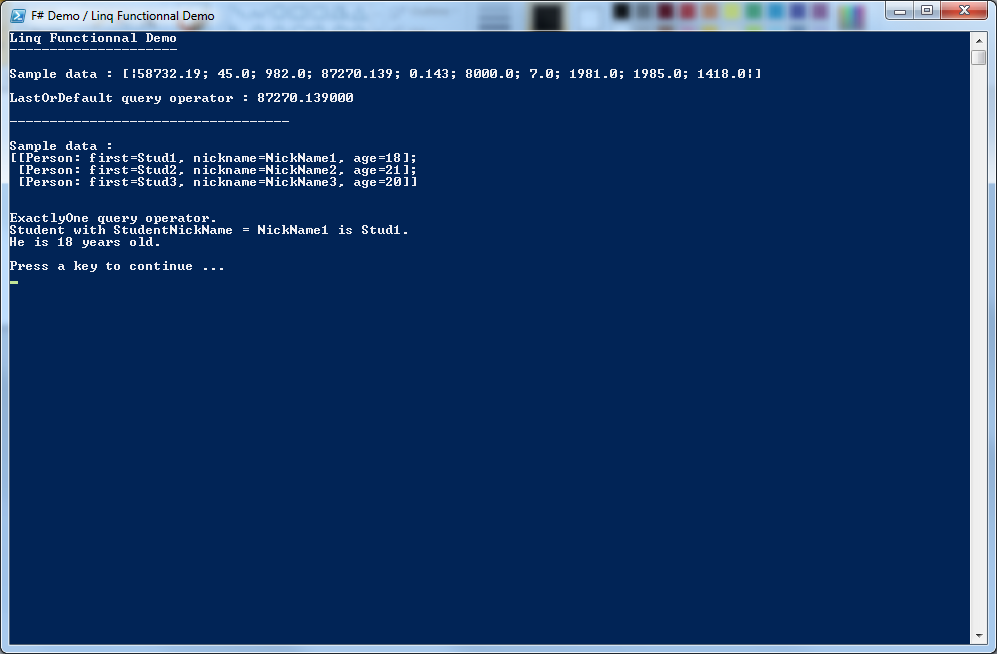 F# Demo / Linq Functionnal Demo
Linq Functionnal Demo
---------------------
Sample data : [|58732.19; 45.0; 982.0; 87270.139; 0.143; 8000.0; 7.0; 1981.0; 1985.0; 1418.0|]
LastOrDefault query operator : 87270.139000
-----------------------------------
Sample data :
[[Person: first=Stud1, nickname=NickName1, age=18];
[Person: first=Stud2, nickname=NickName2, age=21];
[Person: first=Stud3, nickname=NickName3, age=20]]
ExactlyOne query operator.
Student with StudentNickName = NickName1 is Stud1.
He is 18 years old.
Press a key to continue ...